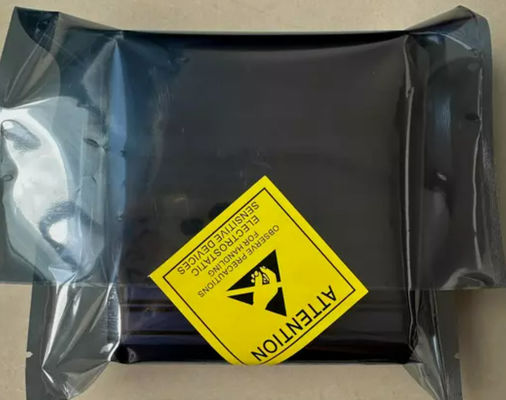 ATTENTION
OBSERVE PRECAUTIONS
FOR HANDLING
ELECTROSTATIC
SENSITIVE DEVICES